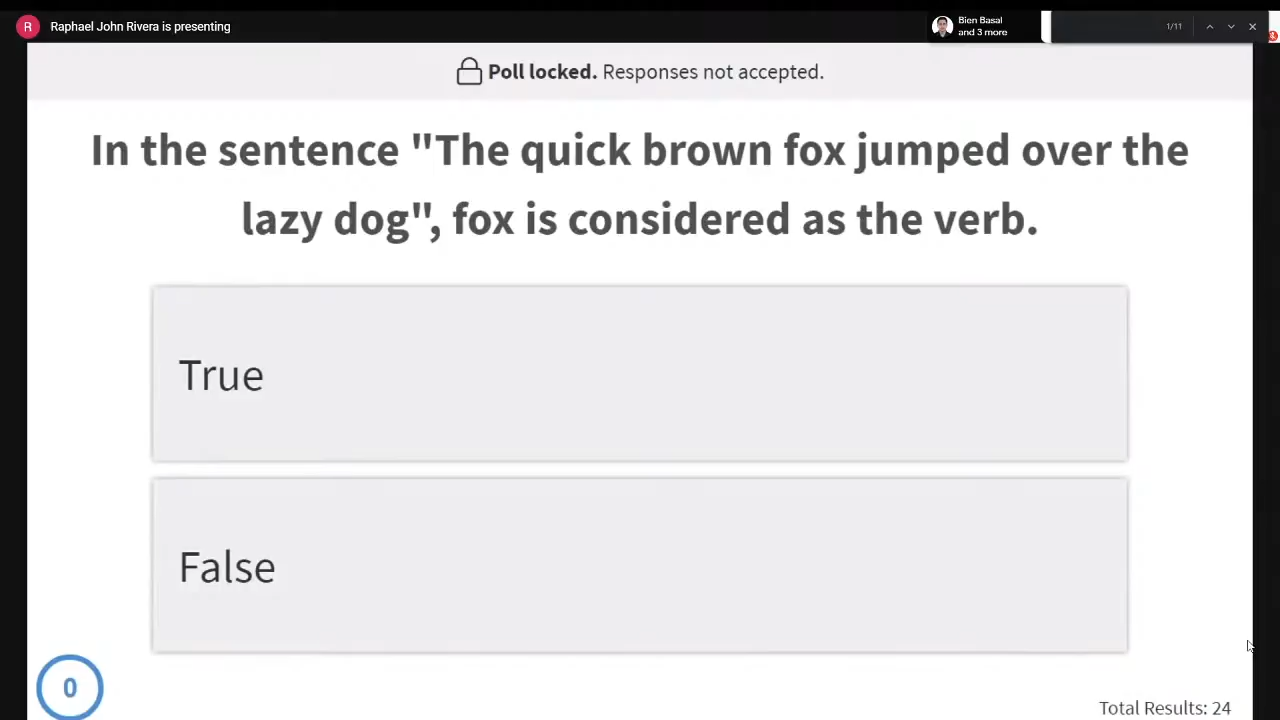 R
Raphael John Rivera is presenting
Bien Basal
and 3 more
1/11
Poll locked. Responses not accepted.
In the sentence "The quick brown fox jumped over the
lazy dog", fox is considered as the verb.
True
False
0
Total Results: 24